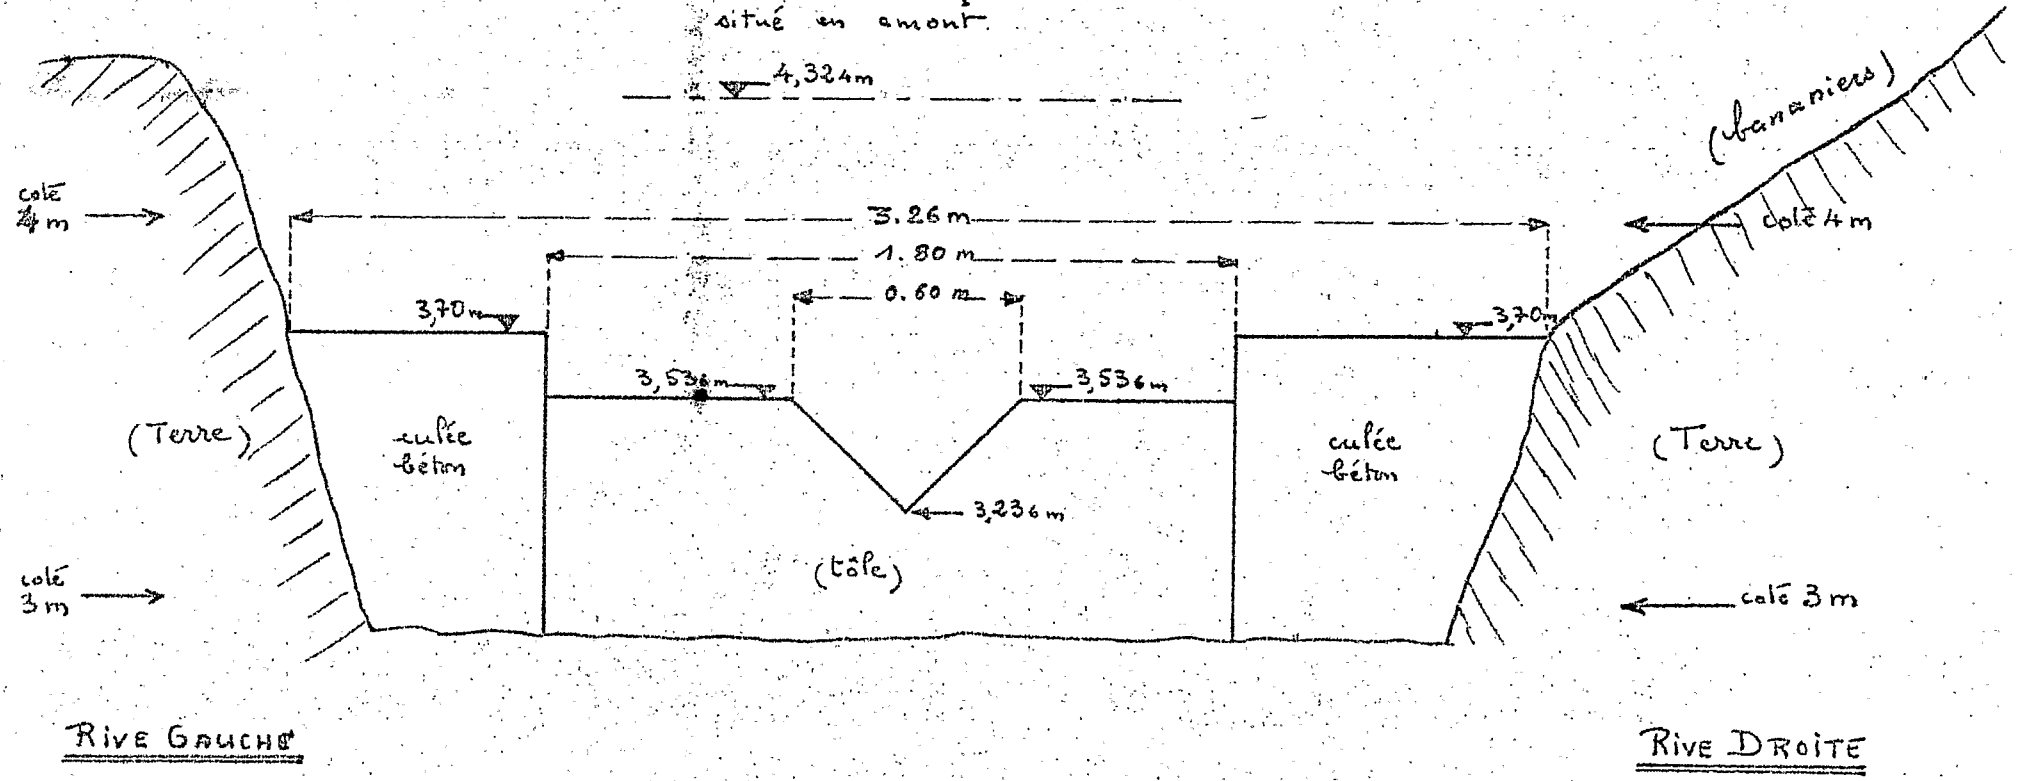 situé en amont.
4,324m
(bananiers)
coté
4m
3.26m
coté 4m
1.80 m
0.60 m
3,70m
3,70m
3,536m
3,536m
(Terre)
culée
béton
culée
béton
(Terre)
3,236m
(tôle)
coté
3m
coté 3m
RIVE GAUCHE
RIVE DROITE